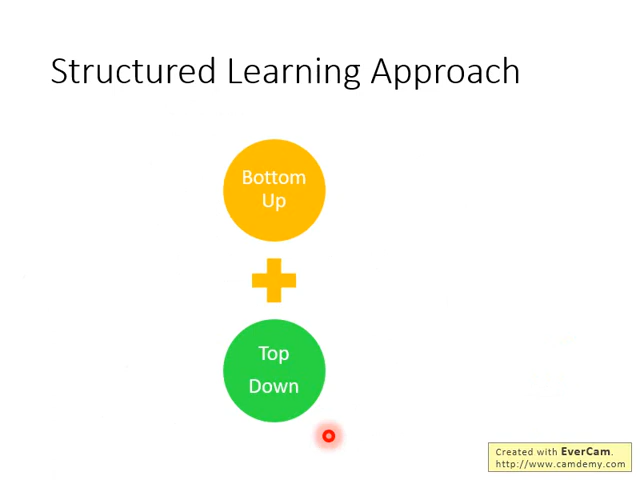 Structured Learning Approach
Bottom
Up
Top
Down
Created with EverCam.
http://www.camdemy.com